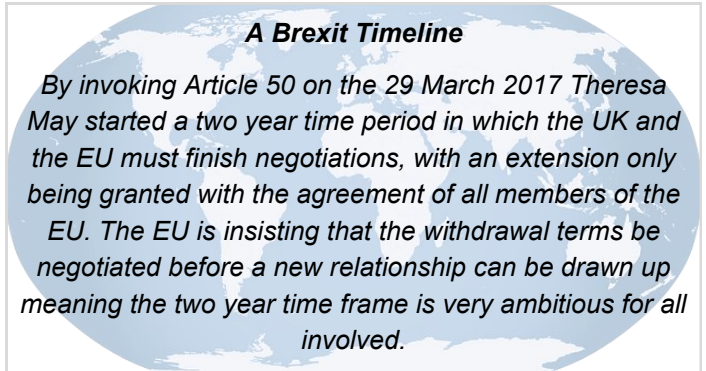 A Brexit Timeline
By invoking Article 50 on the 29 March 2017 Theresa
May started a two year time period in which the UK and
the EU must finish negotiations, with an extension only
being granted with the agreement of all members of the
EU. The EU is insisting that the withdrawal terms be
negotiated before a new relationship can be drawn up
meaning the two year time frame is very ambitious for all
involved.